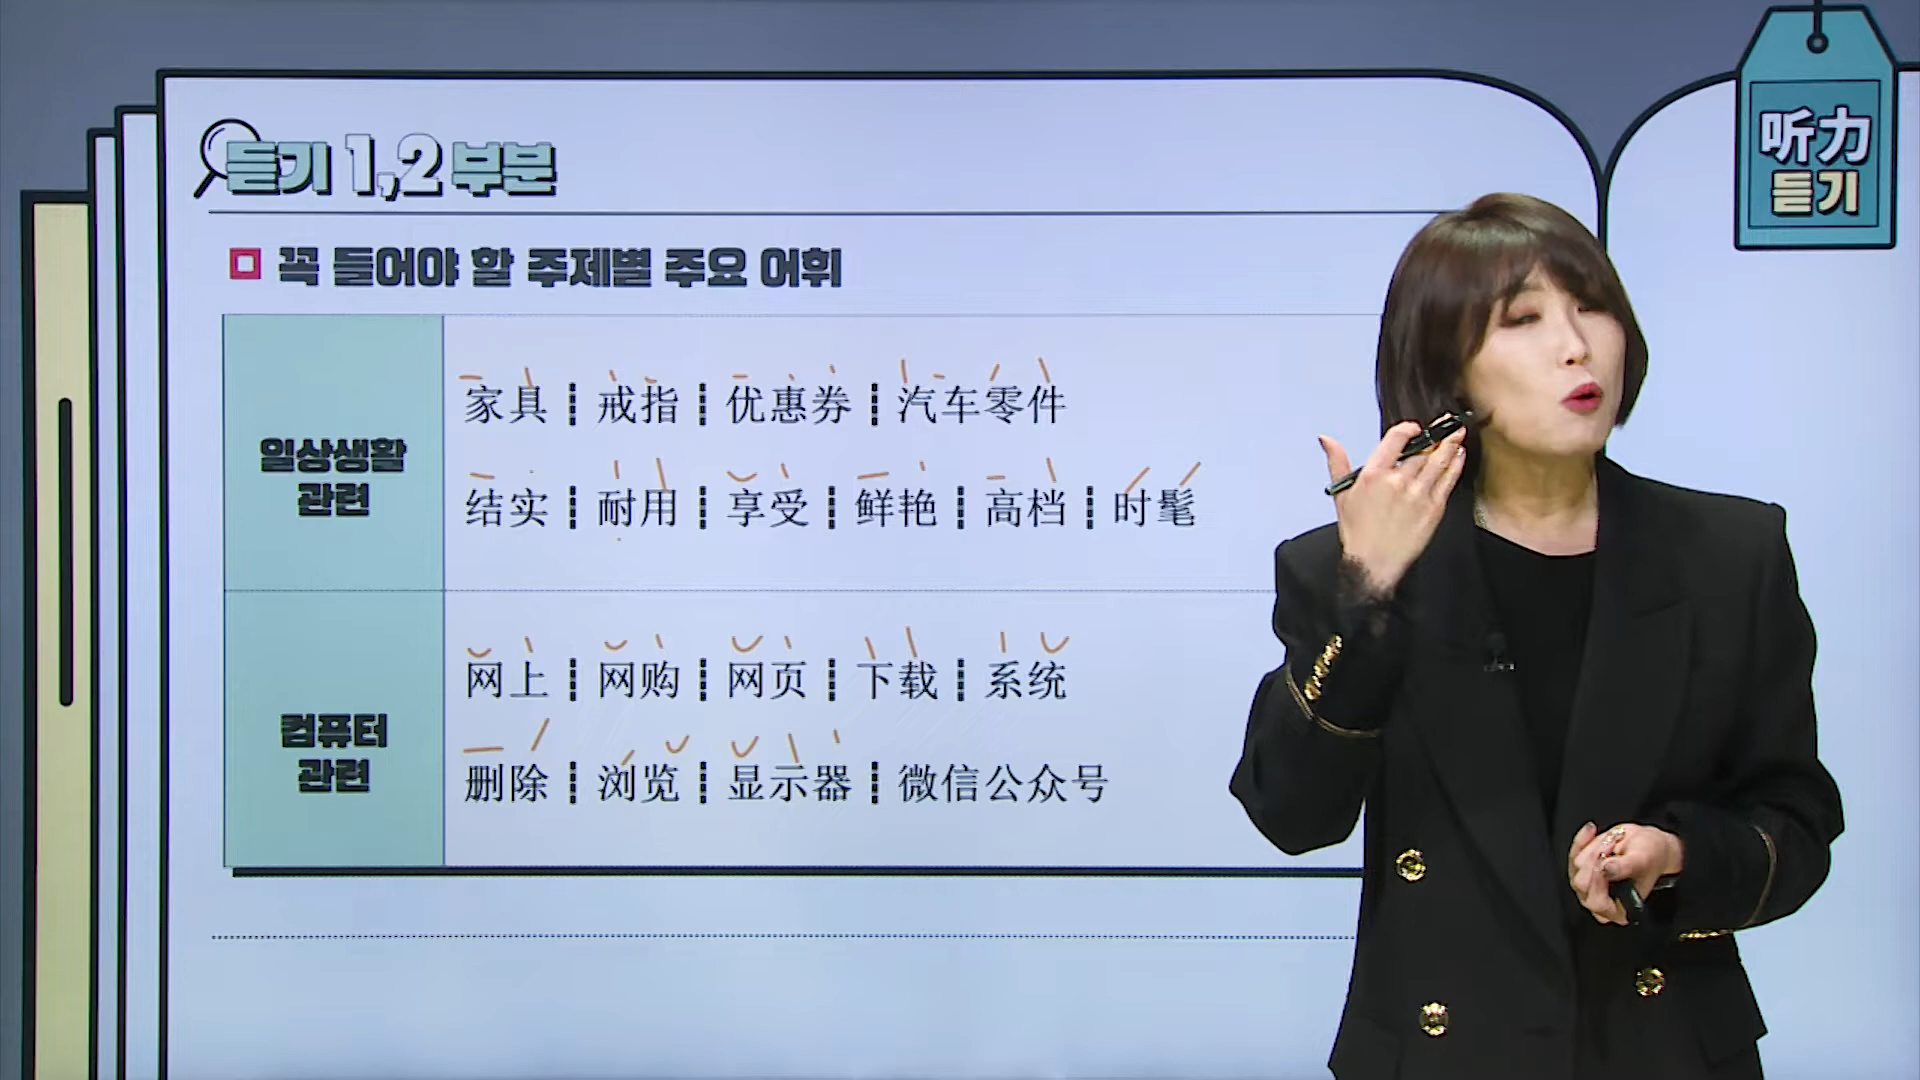 听力
듣기
듣기 1,2 부분
꼭 들어야 할 주제별 주요 어휘
일상생활
관련
家具 ┇ 戒指 ┇ 优惠券 ┇ 汽车零件
结实 ┇ 耐用 ┇ 享受 ┇ 鲜艳 ┇ 高档 ┇ 时髦
컴퓨터
관련
网上 ┇ 网购 ┇ 网页 ┇ 下载 ┇ 系统
删除 ┇ 浏览 ┇ 显示器 ┇ 微信公众号